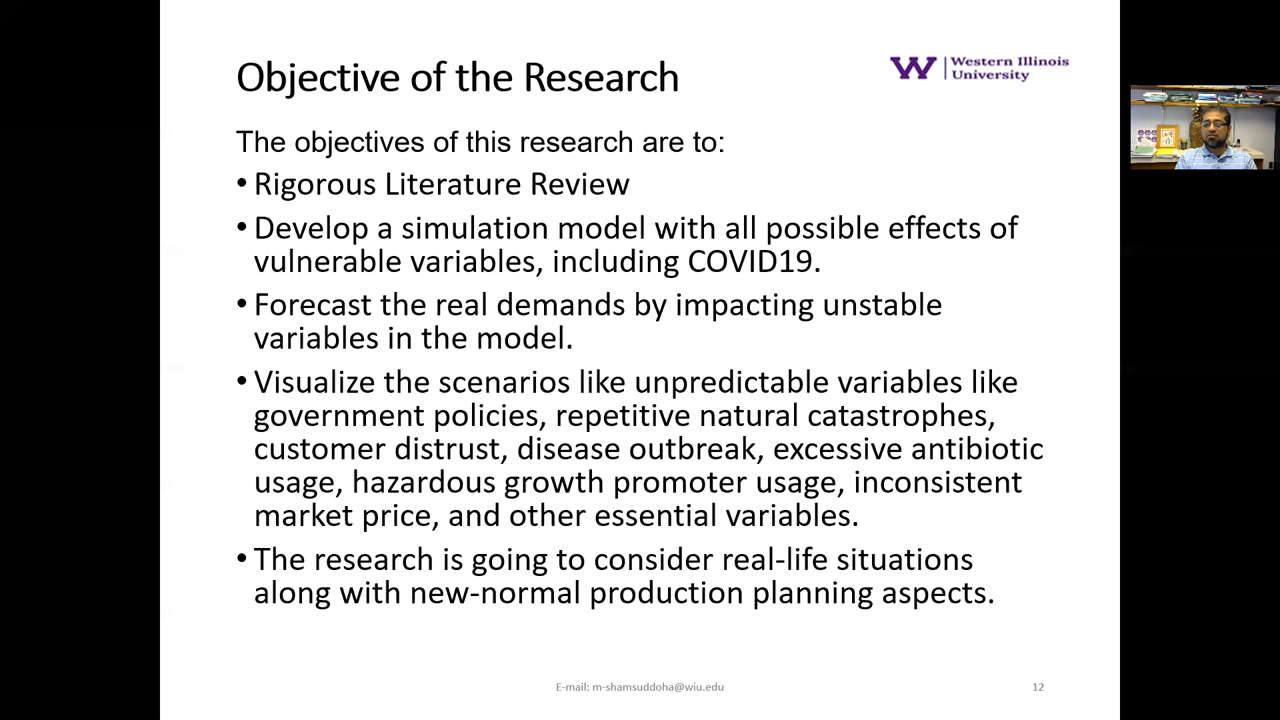 Objective of the Research
W Western Illinois
University
The objectives of this research are to:
• Rigorous Literature Review
• Develop a simulation model with all possible effects of
vulnerable variables, including COVID19.
• Forecast the real demands by impacting unstable
variables in the model.
• Visualize the scenarios like unpredictable variables like
government policies, repetitive natural catastrophes,
customer distrust, disease outbreak, excessive antibiotic
usage, hazardous growth promoter usage, inconsistent
market price, and other essential variables.
• The research is going to consider real-life situations
along with new-normal production planning aspects.
E-mail: m-shamsuddoha@wiu.edu
12